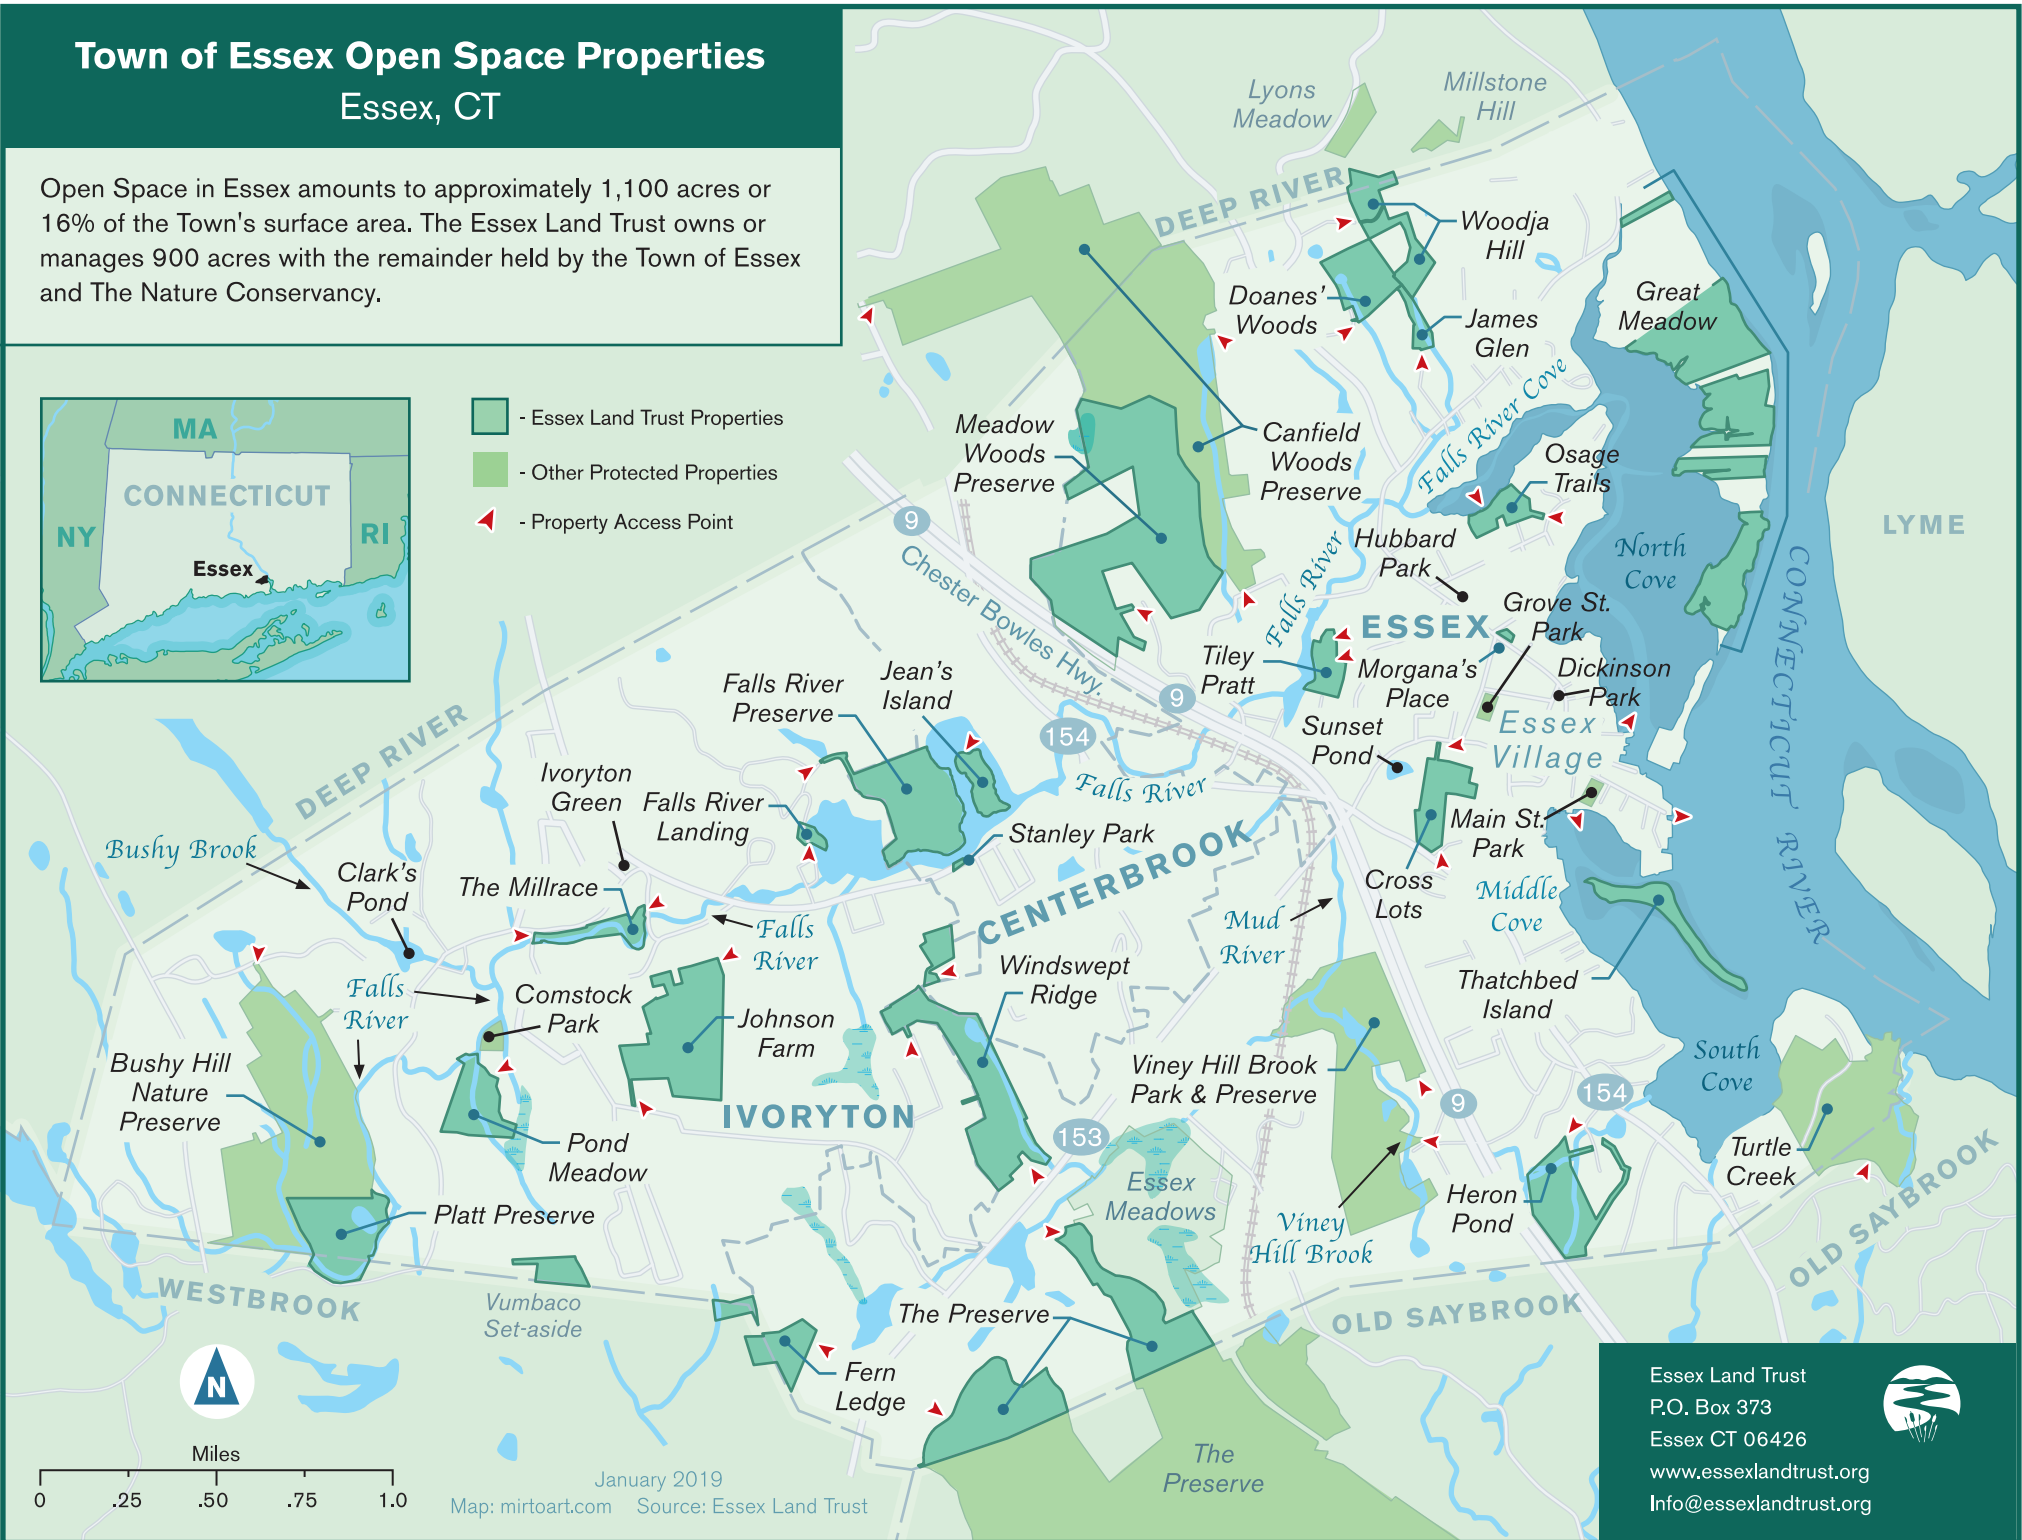 Town of Essex Open Space Properties
Essex, CT
Open Space in Essex amounts to approximately 1,100 acres or
16% of the Town's surface area. The Essex Land Trust owns or
manages 900 acres with the remainder held by the Town of Essex
and The Nature Conservancy.
MA
CONNECTICUT
NY
RI
Essex
- Essex Land Trust Properties
- Other Protected Properties
- Property Access Point
Lyons
Meadow
Millstone
Hill
DEEP RIVER
Woodja
Hill
Doanes'
Woods
James
Glen
Great
Meadow
Falls River Cove
Meadow
Woods
Preserve
Canfield
Woods
Preserve
Osage
Trails
9
Chester Bowles Hwy.
Hubbard
Park
North
Cove
LYME
CONNECTICUT RIVER
Falls River
ESSEX
Grove St.
Park
Tiley
Pratt
Morgana's
Place
Dickinson
Park
Essex
Village
Sunset
Pond
9
154
Falls River
Falls River
Preserve
Jean's
Island
DEEP RIVER
Ivoryton
Green
Falls River
Landing
Stanley Park
CENTERBROOK
Main St.
Park
Cross
Lots
Middle
Cove
Bushy Brook
Clark's
Pond
The Millrace
Falls
River
Mud
River
Windswept
Ridge
Thatchbed
Island
Falls
River
Comstock
Park
Johnson
Farm
South
Cove
Bushy Hill
Nature
Preserve
IVORYTON
Viney Hill Brook
Park & Preserve
9
154
153
Pond
Meadow
Essex
Meadows
Turtle
Creek
Heron
Pond
Platt Preserve
Viney
Hill Brook
OLD SAYBROOK
WESTBROOK
Vumbaco
Set-aside
The Preserve
OLD SAYBROOK
Fern
Ledge
The
Preserve
N
Miles
0 .25 .50 .75 1.0
January 2019
Map: mirtoart.com Source: Essex Land Trust
Essex Land Trust
P.O. Box 373
Essex CT 06426
www.essexlandtrust.org
Info@essexlandtrust.org